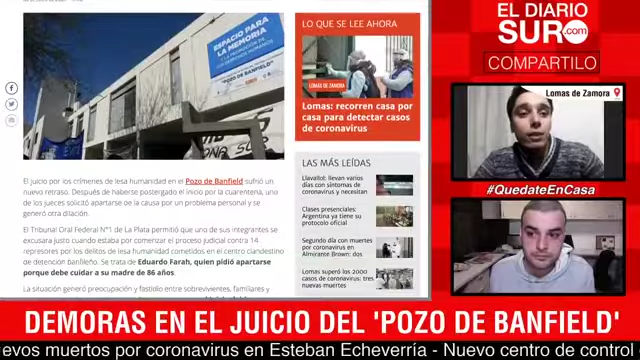 ESPACIO PARA
LA MEMORIA
"POZO DE BANFIELD"
El juicio por los crímenes de lesa humanidad en el Pozo de Banfield sufrió un
nuevo retraso. Después de haberse postergado el inicio por la cuarentena, uno
de los jueces solicitó apartarse de la causa por un problema personal y se
generó otra dilación.
El Tribunal Oral Federal N°1 de La Plata permitió que uno de sus integrantes se
excusara justo cuando estaba por comenzar el proceso judicial contra 14
represores por los delitos de lesa humanidad cometidos en el centro clandestino
de detención banfileño. Se trata de Eduardo Farah, quien pidió apartarse
porque debe cuidar a su madre de 86 años.
La situación generó preocupación y fastidio entre sobrevivientes, familiares y
LO QUE SE LEE AHORA
LOMAS DE ZAMORA
Lomas: recorren casa por
casa para detectar casos
de coronavirus
LAS MÁS LEÍDAS
Llavallol: llevan varios
días con síntomas de
coronavirus y necesitan
Clases presenciales:
Argentina ya tiene su
protocolo oficial
Segundo día con muertes
por coronavirus en
Almirante Brown: dos
Lomas superó los 2000
casos de coronavirus: tres
nuevas muertes
EL DIARIO
SUR.com
COMPARTILO
Lomas de Zamora
#QuedateEnCasa
DEMORAS EN EL JUICIO DEL 'POZO DE BANFIELD'
evos muertos por coronavirus en Esteban Echeverría - Nuevo centro de control